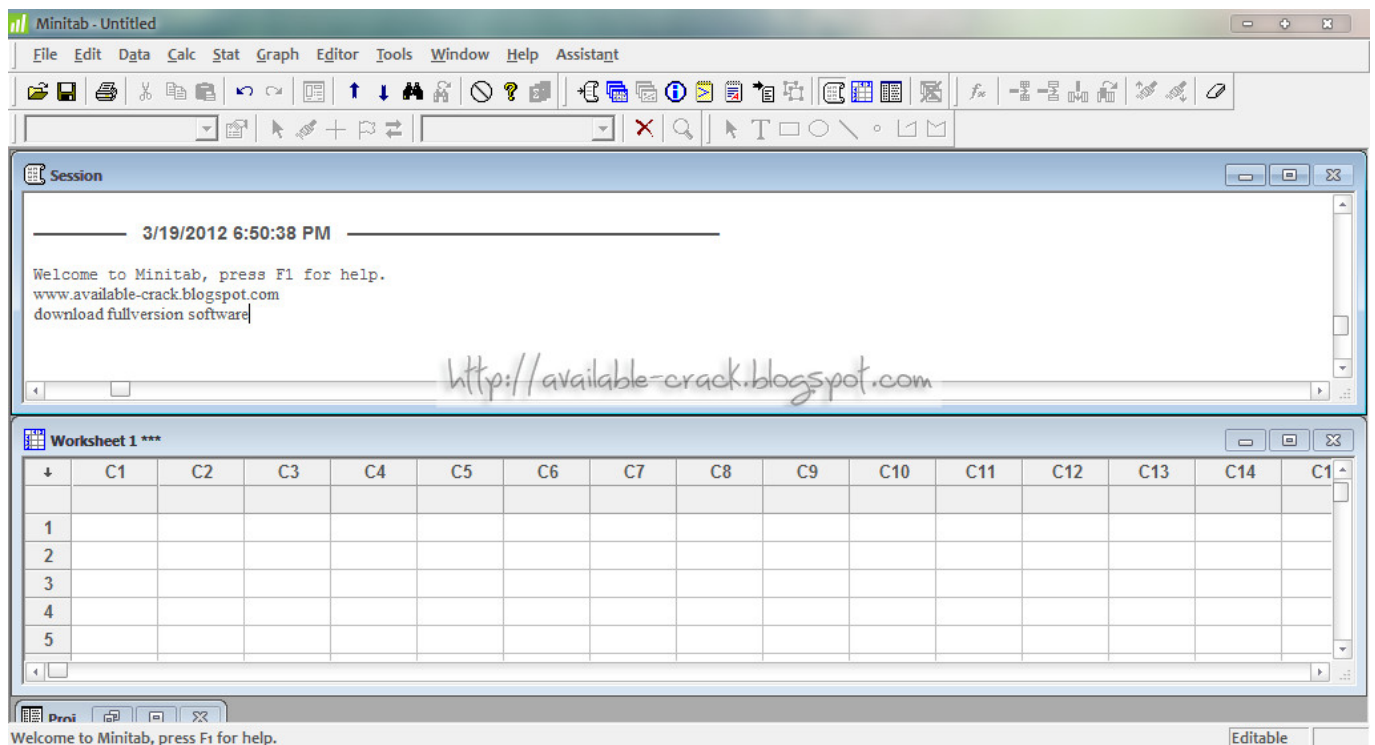 Minitab - Untitled
File Edit Data Calc Stat Graph Editor Tools Window Help Assistant
Session
3/19/2012 6:50:38 PM
Welcome to Minitab, press F1 for help.
www.available-crack.blogspot.com
download fullversion software
http://available-crack.blogspot.com
Worksheet 1 ***
↓ C1 C2 C3 C4 C5 C6 C7 C8 C9 C10 C11 C12 C13 C14 C1
1
2
3
4
5
Proj
Welcome to Minitab, press F1 for help. Editable